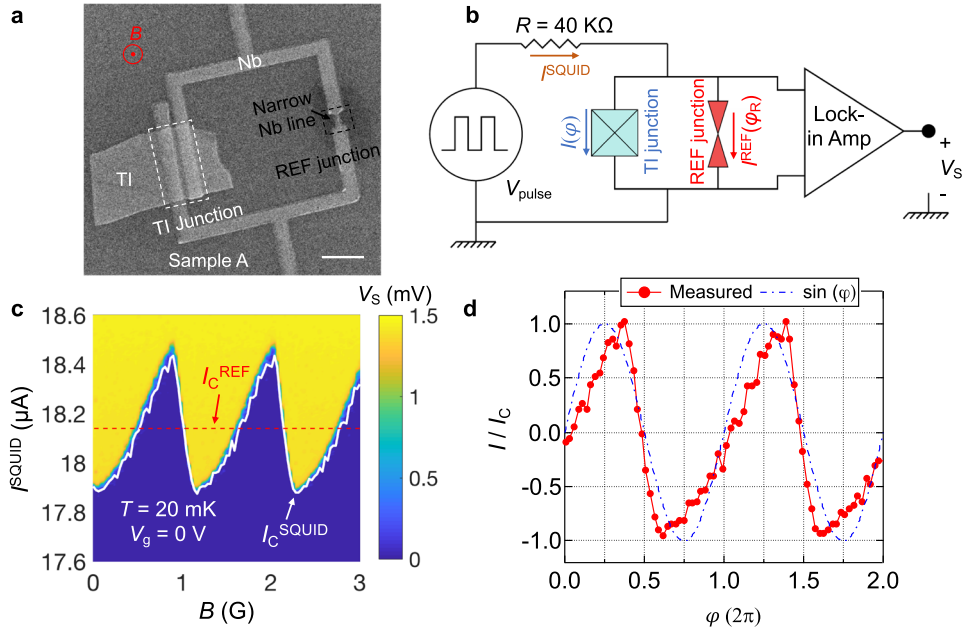 a
B
Nb
Narrow
Nb line
REF junction
TI
TI Junction
Sample A
b
R = 40 KΩ
I^SQUID
V_pulse
I(φ)
TI junction
REF junction
I^REF(φ_R)
Lock-
in Amp
+
V_S
-
c
V_S (mV)
18.6
18.4
18.2
18
17.8
17.6
I^SQUID (μA)
I_C^REF
T = 20 mK
V_g = 0 V
I_C^SQUID
0
1
2
3
B (G)
1.5
1
0.5
0
d
Measured
sin (φ)
1.0
0.5
0.0
-0.5
-1.0
I / I_C
0.0
0.5
1.0
1.5
2.0
φ (2π)